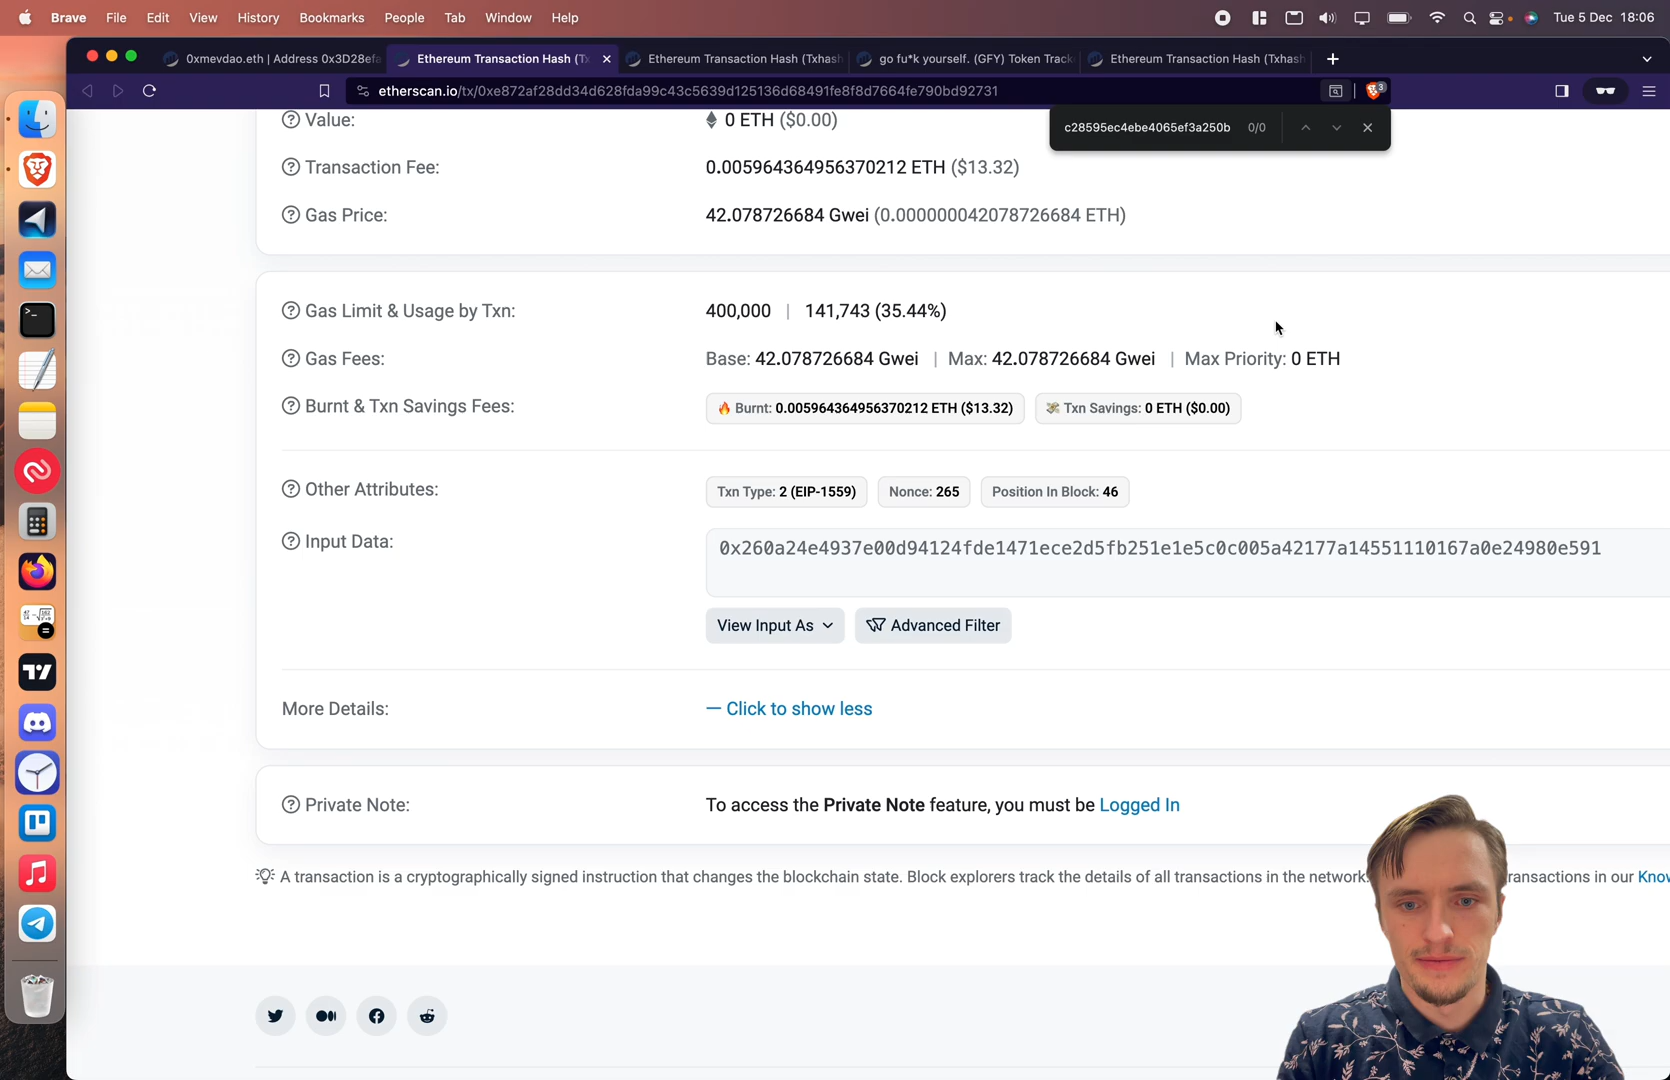 Brave File Edit View History Bookmarks People Tab Window Help Tue 5 Dec 18:06
0xmevdao.eth | Address 0x3D28efa Ethereum Transaction Hash (Tx Ethereum Transaction Hash (Txhash go fu*k yourself. (GFY) Token Track Ethereum Transaction Hash (Txhash
etherscan.io/tx/0xe872af28dd34d628fda99c43c5639d125136d68491fe8f8d7664fe790bd92731 3
c28595ec4ebe4065ef3a250b 0/0
Value: 0 ETH ($0.00)
Transaction Fee: 0.005964364956370212 ETH ($13.32)
Gas Price: 42.078726684 Gwei (0.000000042078726684 ETH)
Gas Limit & Usage by Txn: 400,000 | 141,743 (35.44%)
Gas Fees: Base: 42.078726684 Gwei | Max: 42.078726684 Gwei | Max Priority: 0 ETH
Burnt & Txn Savings Fees: Burnt: 0.005964364956370212 ETH ($13.32) Txn Savings: 0 ETH ($0.00)
Other Attributes: Txn Type: 2 (EIP-1559) Nonce: 265 Position In Block: 46
Input Data: 0x260a24e4937e00d94124fde1471ece2d5fb251e1e5c0c005a42177a14551110167a0e24980e591
View Input As Advanced Filter
More Details: — Click to show less
Private Note: To access the Private Note feature, you must be Logged In
A transaction is a cryptographically signed instruction that changes the blockchain state. Block explorers track the details of all transactions in the network. ransactions in our Know